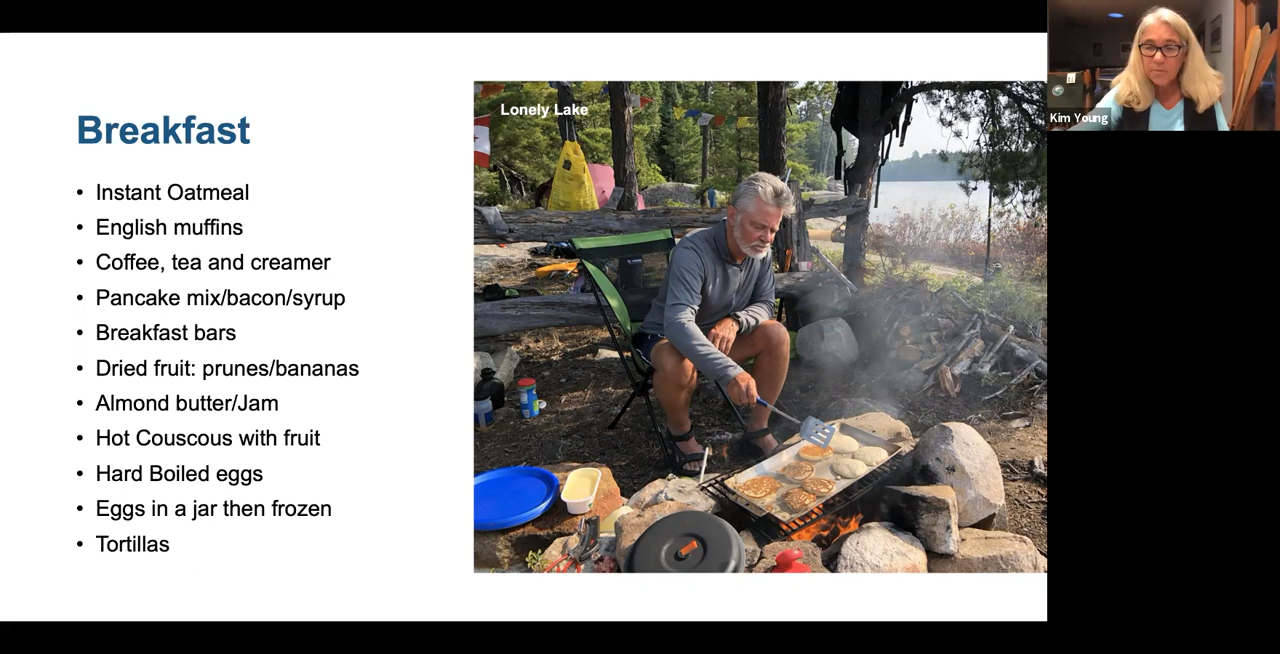 Breakfast
• Instant Oatmeal
• English muffins
• Coffee, tea and creamer
• Pancake mix/bacon/syrup
• Breakfast bars
• Dried fruit: prunes/bananas
• Almond butter/Jam
• Hot Couscous with fruit
• Hard Boiled eggs
• Eggs in a jar then frozen
• Tortillas
Lonely Lake
Kim Young